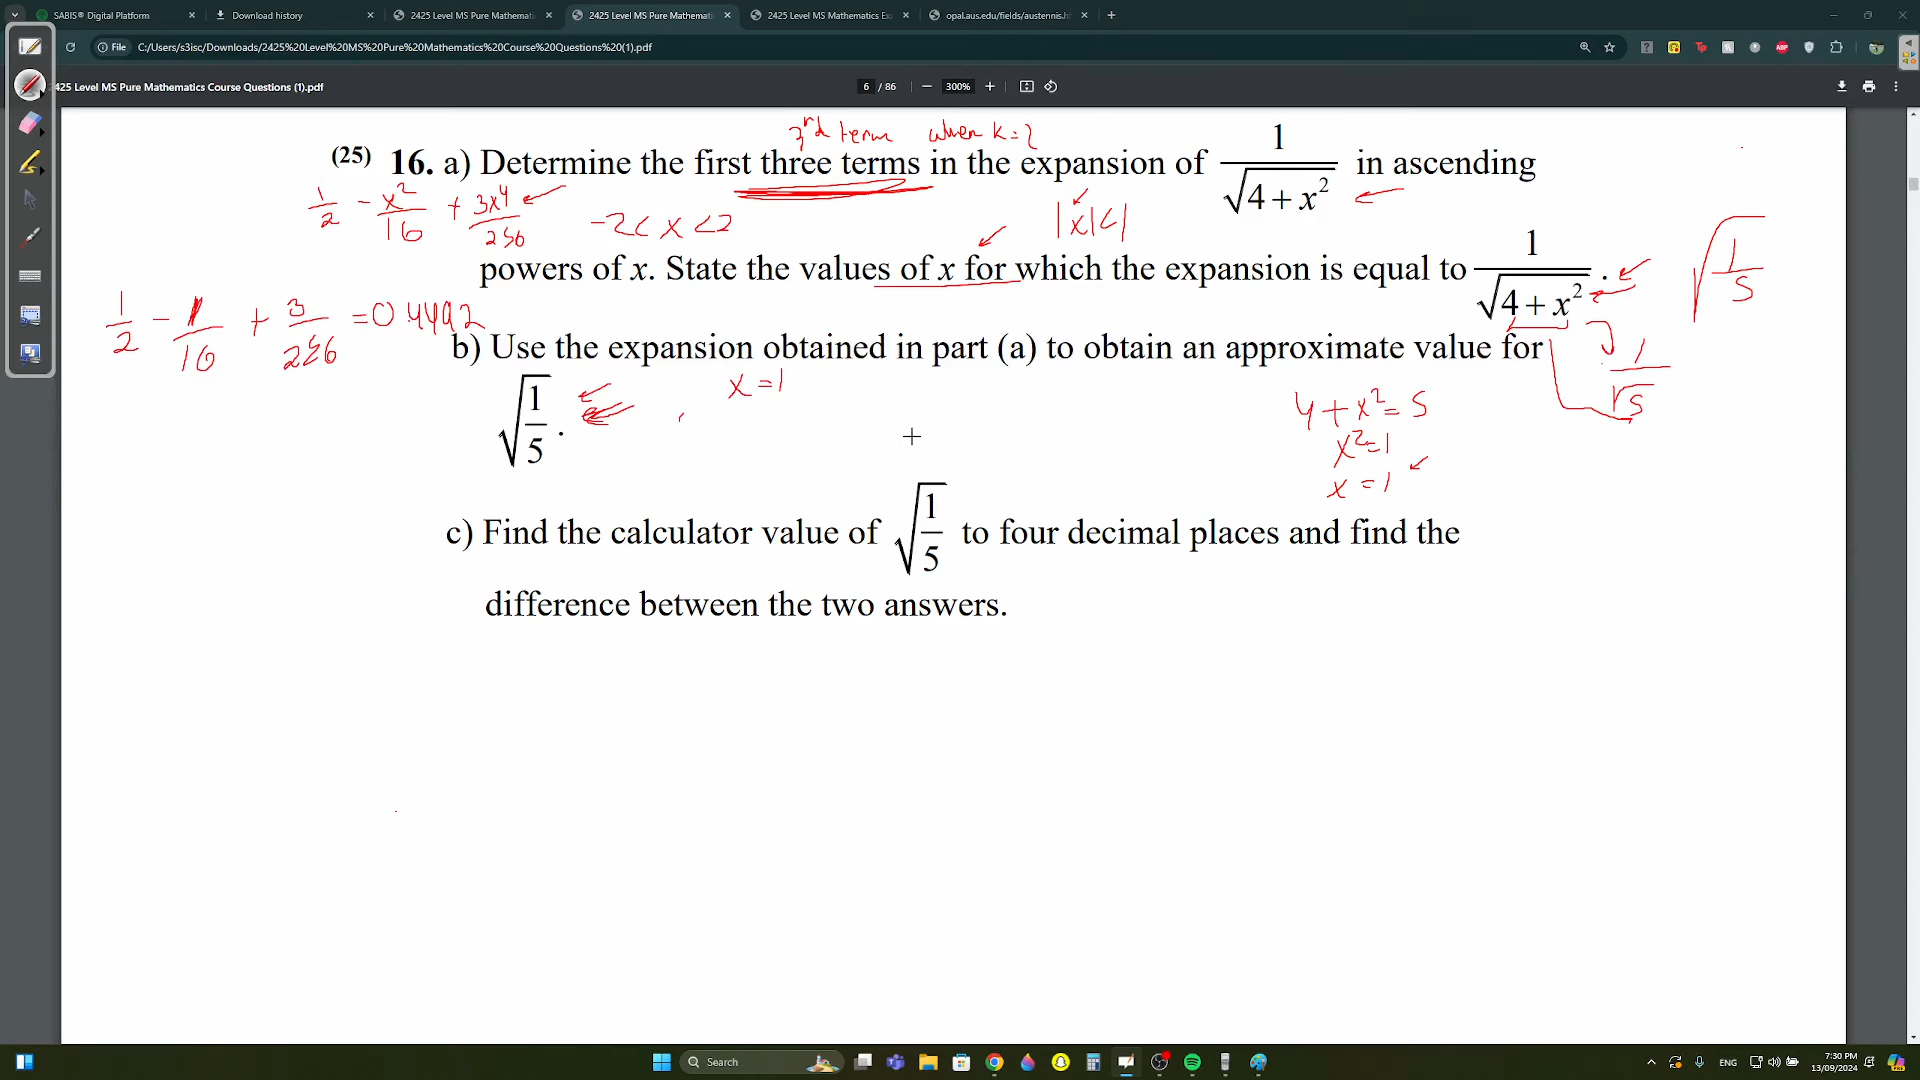 SABIS® Digital Platform
Download history
2425 Level MS Pure Mathemati
2425 Level MS Pure Mathemat
2425 Level MS Mathematics Ex
opal.aus.edu/fields/austennis.h
File C:/Users/s3isc/Downloads/2425%20Level%20MS%20Pure%20Mathematics%20Course%20Questions%20(1).pdf
425 Level MS Pure Mathematics Course Questions (1).pdf
6 / 86
300%
3rd term when k=2
(25) 16. a) Determine the first three terms in the expansion of 1/√(4 + x²) in ascending
1/2 - x²/16 + 3x⁴/256
-2< x <2
|x|<|
powers of x. State the values of x for which the expansion is equal to 1/√(4 + x²) .
√(1/5)
1/2 - 1/16 + 3/256 = 0.4492
b) Use the expansion obtained in part (a) to obtain an approximate value for
1/√5
√(1/5) .
x = 1
4 + x² = 5
x² = 1
x = 1
c) Find the calculator value of √(1/5) to four decimal places and find the
difference between the two answers.
Search
ENG
7:30 PM
13/09/2024